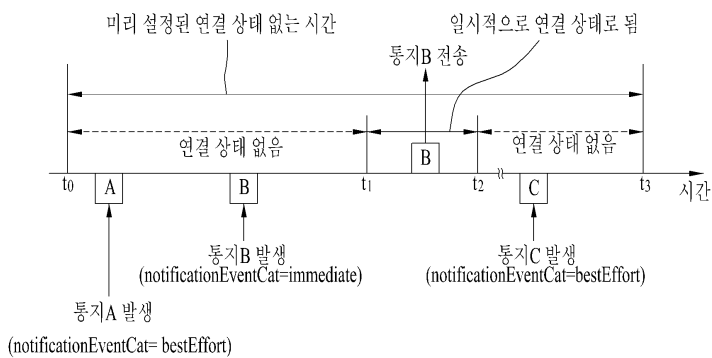 미리 설정된 연결 상태 없는 시간
일시적으로 연결 상태로 됨
통지B 전송
연결 상태 없음
B
연결 상태 없음
t0
A
B
t1
t2
C
t3
시간
통지B 발생
(notificationEventCat=immediate)
통지C 발생
(notificationEventCat=bestEffort)
통지A 발생
(notificationEventCat= bestEffort)